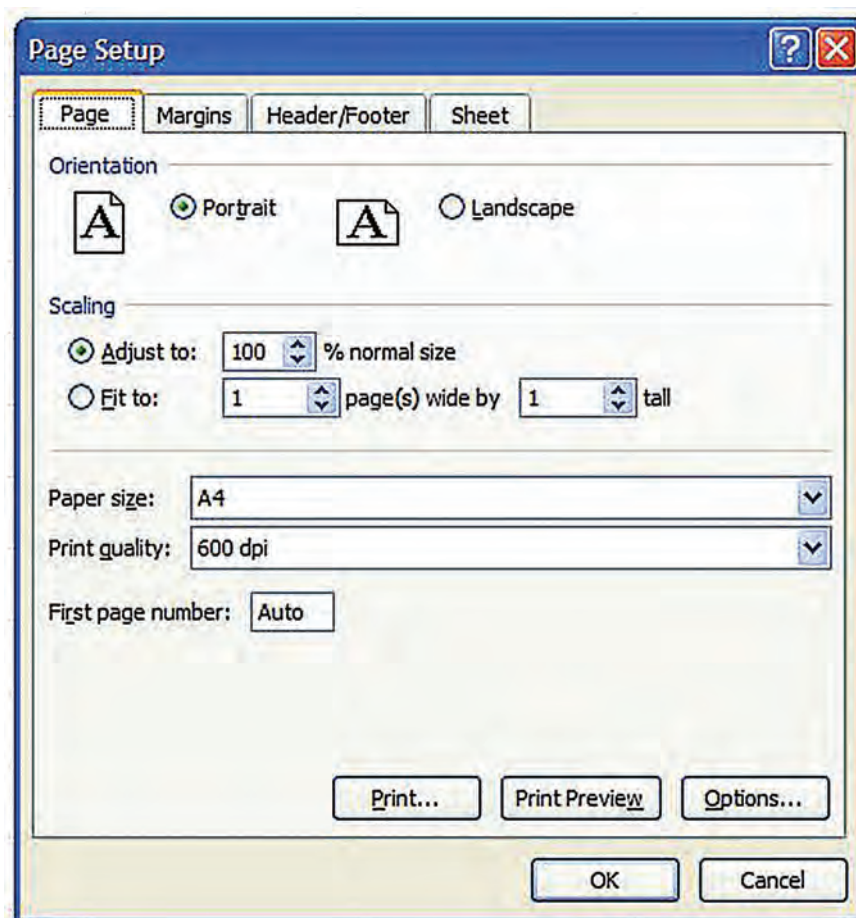 Page Setup
Page Margins Header/Footer Sheet
Orientation
A Portrait A Landscape
Scaling
Adjust to: 100 % normal size
Fit to: 1 page(s) wide by 1 tall
Paper size: A4
Print quality: 600 dpi
First page number: Auto
Print... Print Preview Options...
OK Cancel